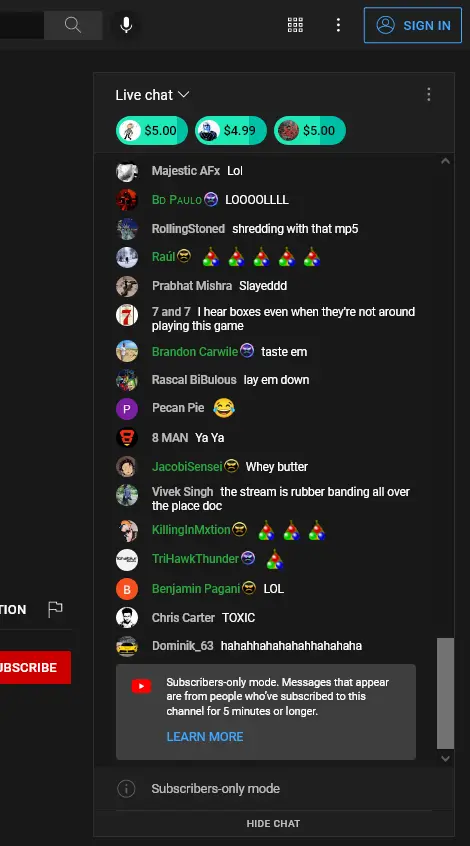 SIGN IN
Live chat
$5.00 $4.99 $5.00
Majestic AFx Lol
Bd Paulo LOOOOLLLL
RollingStoned shredding with that mp5
Raúl
Prabhat Mishra Slayeddd
7 and 7 I hear boxes even when they're not around
playing this game
Brandon Carwile taste em
Rascal BiBulous lay em down
P Pecan Pie
8 MAN Ya Ya
JacobiSensei Whey butter
Vivek Singh the stream is rubber banding all over
the place doc
KillingInMxtion
TriHawkThunder
B Benjamin Pagani LOL
Chris Carter TOXIC
Dominik_63 hahahhahahahahhahahaha
TION
UBSCRIBE
Subscribers-only mode. Messages that appear
are from people who've subscribed to this
channel for 5 minutes or longer.
LEARN MORE
Subscribers-only mode
HIDE CHAT